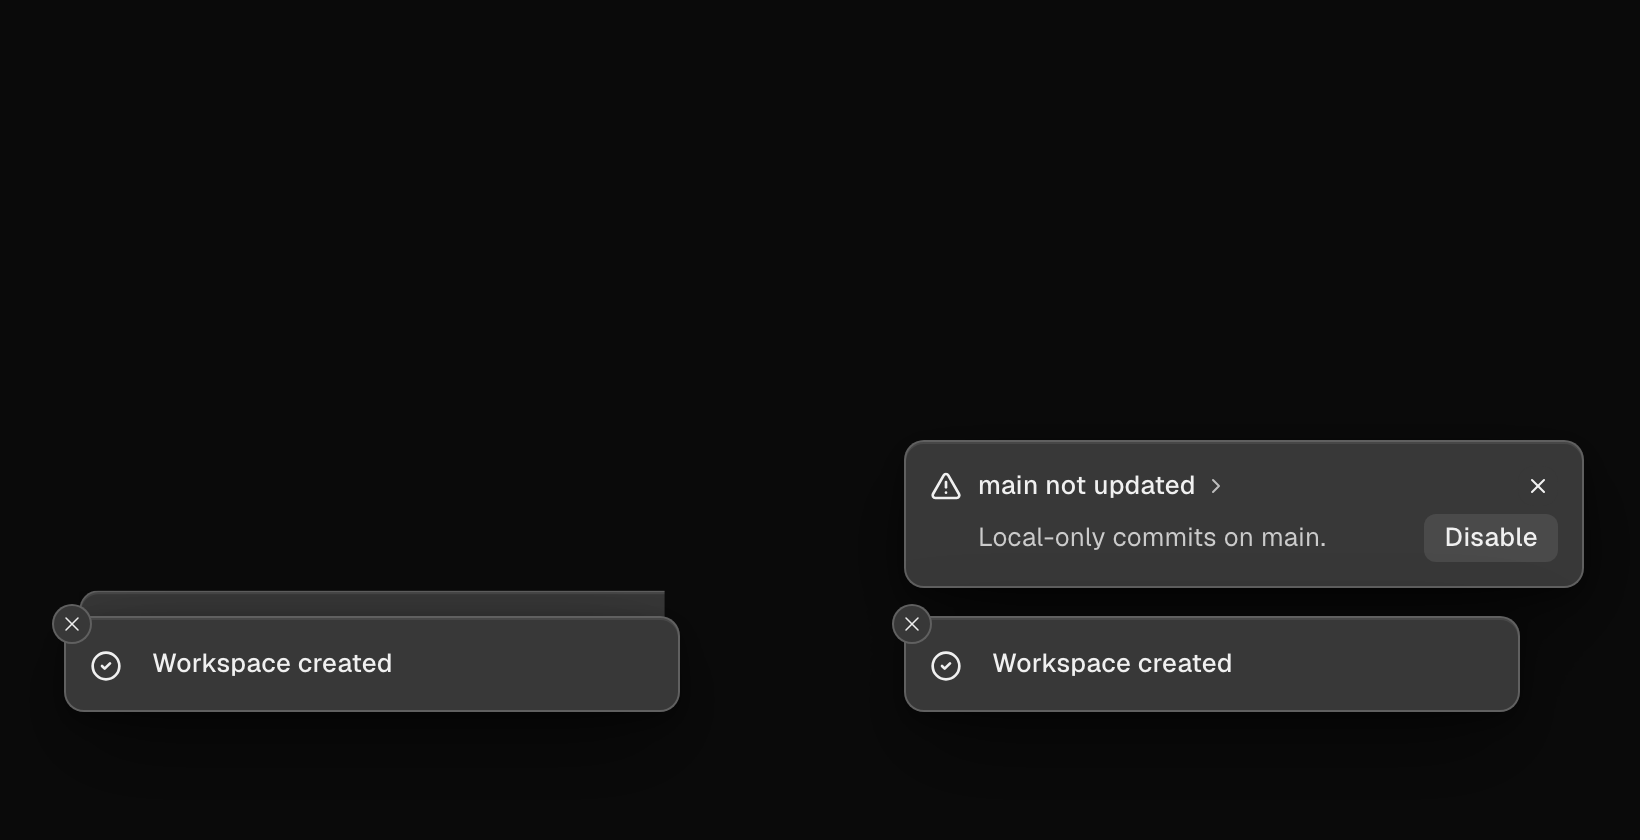 main not updated
Local-only commits on main.
Disable
Workspace created
Workspace created